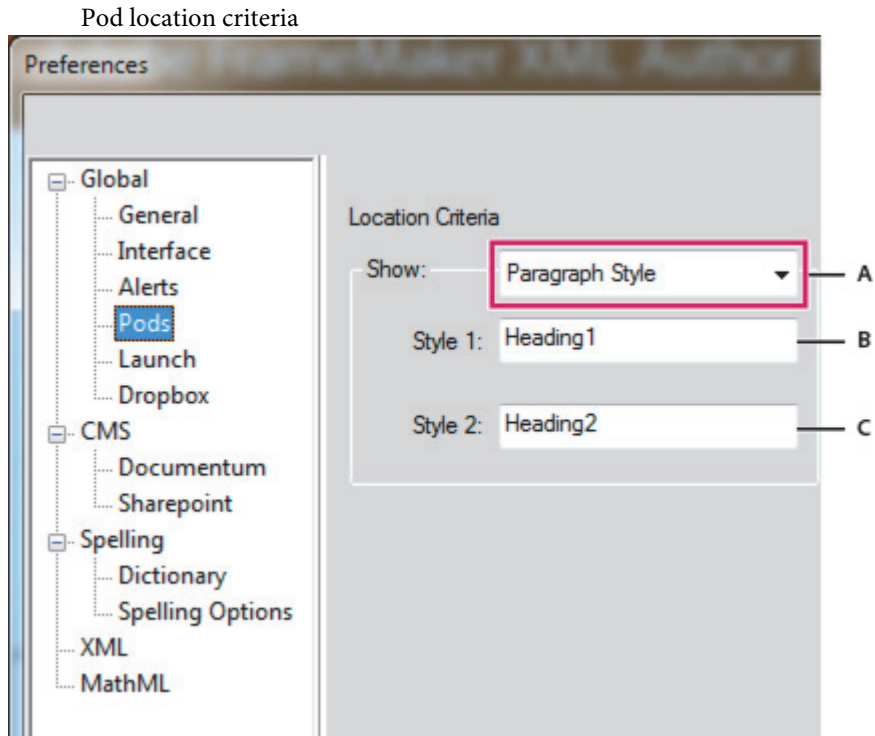 Pod location criteria
Preferences
Global
General
Interface
Alerts
Pods
Launch
Dropbox
CMS
Documentum
Sharepoint
Spelling
Dictionary
Spelling Options
XML
MathML
Location Criteria
Show: Paragraph Style A
Style 1: Heading1 B
Style 2: Heading2 C